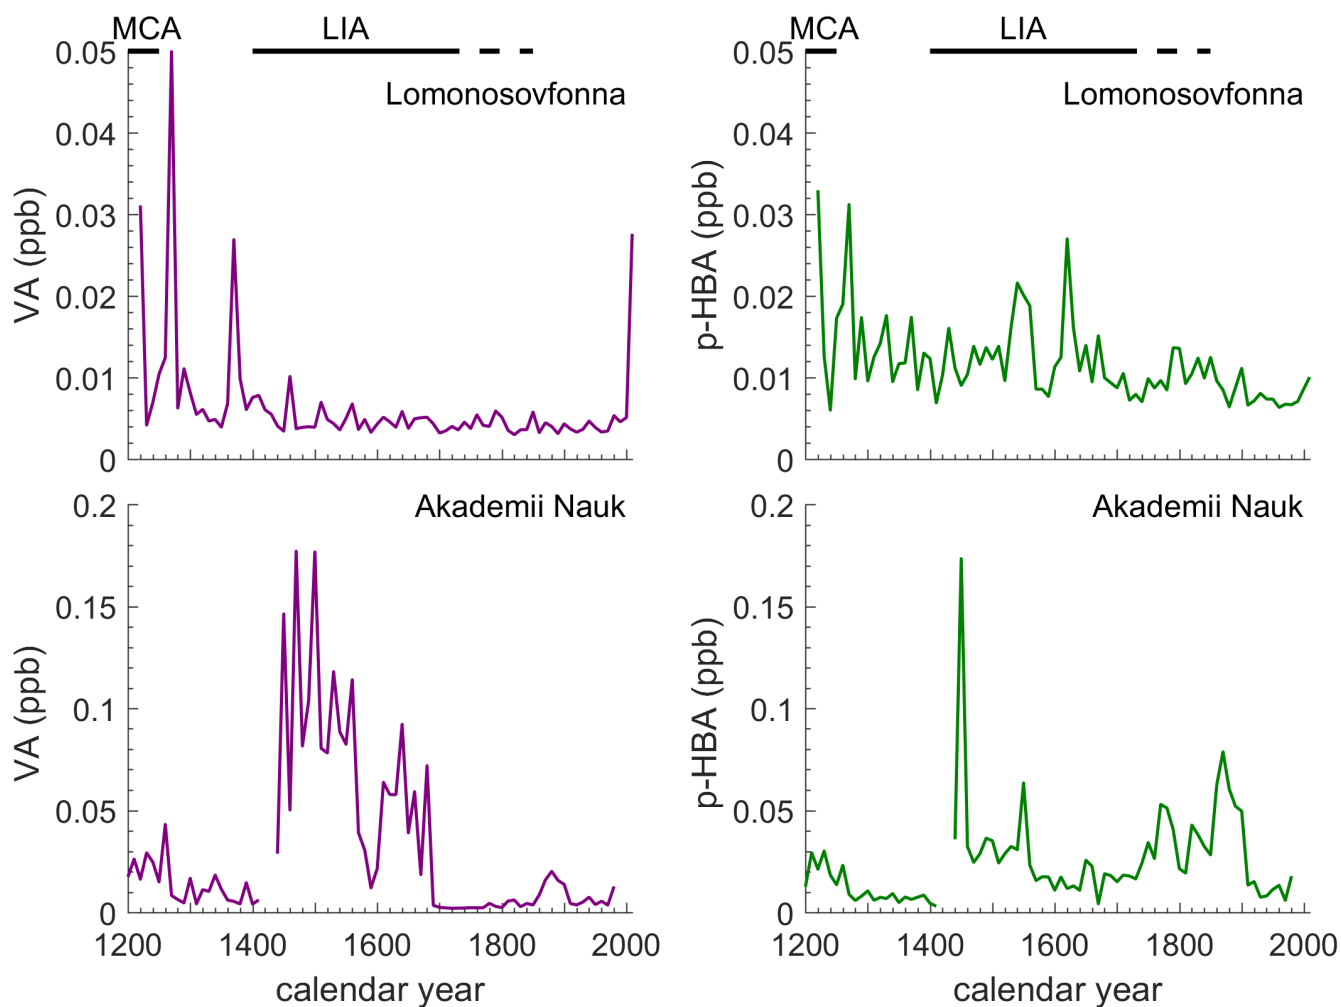 MCA LIA
0.05
Lomonosovfonna
0.04
0.03
0.02
0.01
0
VA (ppb)
MCA LIA
0.05
Lomonosovfonna
0.04
0.03
0.02
0.01
0
p-HBA (ppb)
0.2
Akademii Nauk
0.15
0.1
0.05
0
VA (ppb)
1200 1400 1600 1800 2000
calendar year
0.2
Akademii Nauk
0.15
0.1
0.05
0
p-HBA (ppb)
1200 1400 1600 1800 2000
calendar year